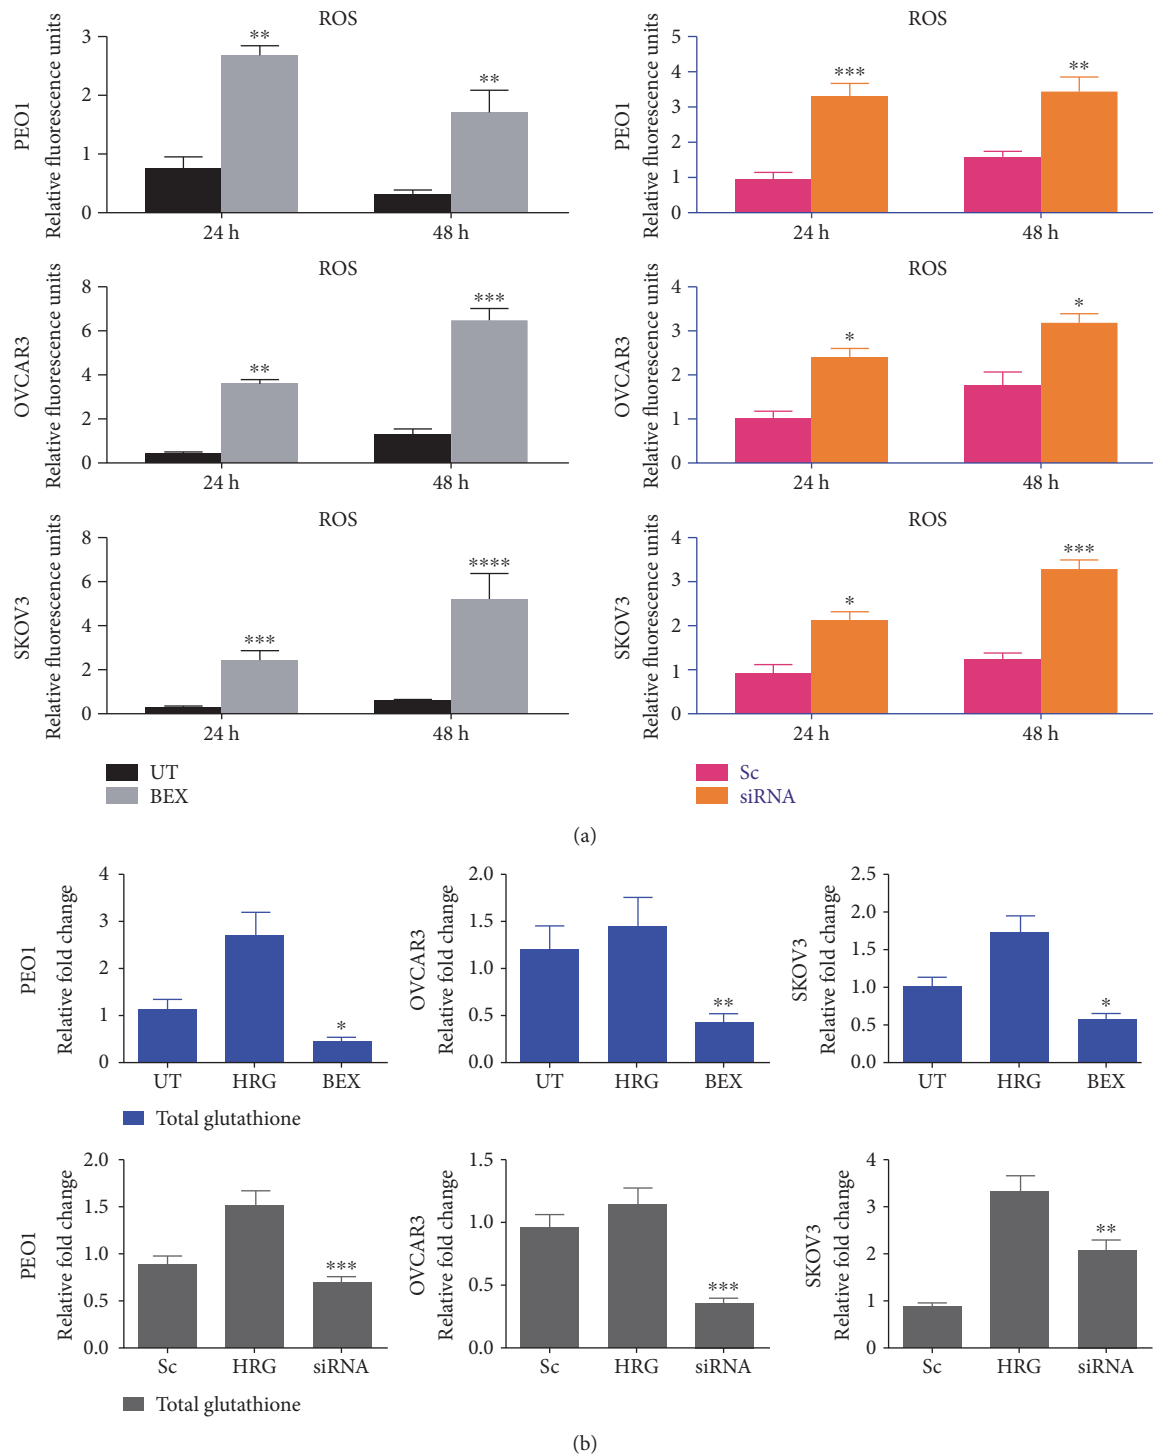 ROS
PEO1
Relative fluorescence units
3
2
1
0
**
**
24 h
48 h
ROS
PEO1
Relative fluorescence units
5
4
3
2
1
0
***
**
24 h
48 h
ROS
OVCAR3
Relative fluorescence units
8
6
4
2
0
**
***
24 h
48 h
ROS
OVCAR3
Relative fluorescence units
4
3
2
1
0
*
*
24 h
48 h
ROS
SKOV3
Relative fluorescence units
8
6
4
2
0
***
****
24 h
48 h
UT
BEX
ROS
SKOV3
Relative fluorescence units
4
3
2
1
0
*
***
24 h
48 h
Sc
siRNA
(a)
PEO1
Relative fold change
4
3
2
1
0
*
UT HRG BEX
OVCAR3
Relative fold change
2.0
1.5
1.0
0.5
0.0
**
UT HRG BEX
SKOV3
Relative fold change
2.5
2.0
1.5
1.0
0.5
0.0
*
UT HRG BEX
Total glutathione
PEO1
Relative fold change
2.0
1.5
1.0
0.5
0.0
***
Sc HRG siRNA
OVCAR3
Relative fold change
1.5
1.0
0.5
0.0
***
Sc HRG siRNA
SKOV3
Relative fold change
4
3
2
1
0
**
Sc HRG siRNA
Total glutathione
(b)